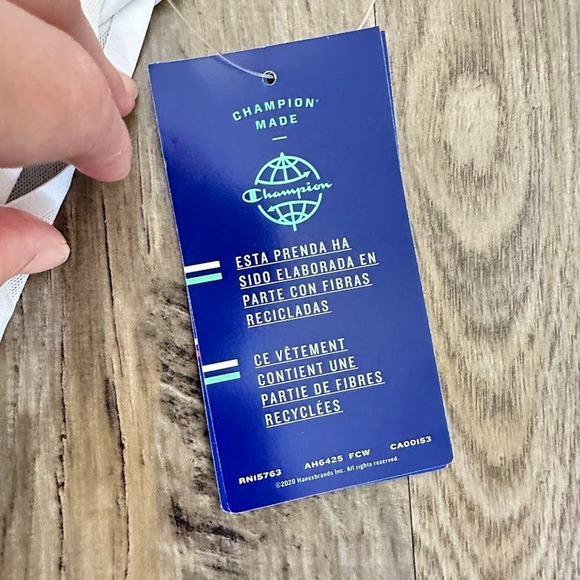 CHAMPION®
MADE
Champion
ESTA PRENDA HA
SIDO ELABORADA EN
PARTE CON FIBRAS
RECICLADAS
CE VÊTEMENT
CONTIENT UNE
PARTIE DE FIBRES
RECYCLÉES
RN15763 AH6425 FCW CA00153
©2020 Hanesbrands Inc. All rights reserved.